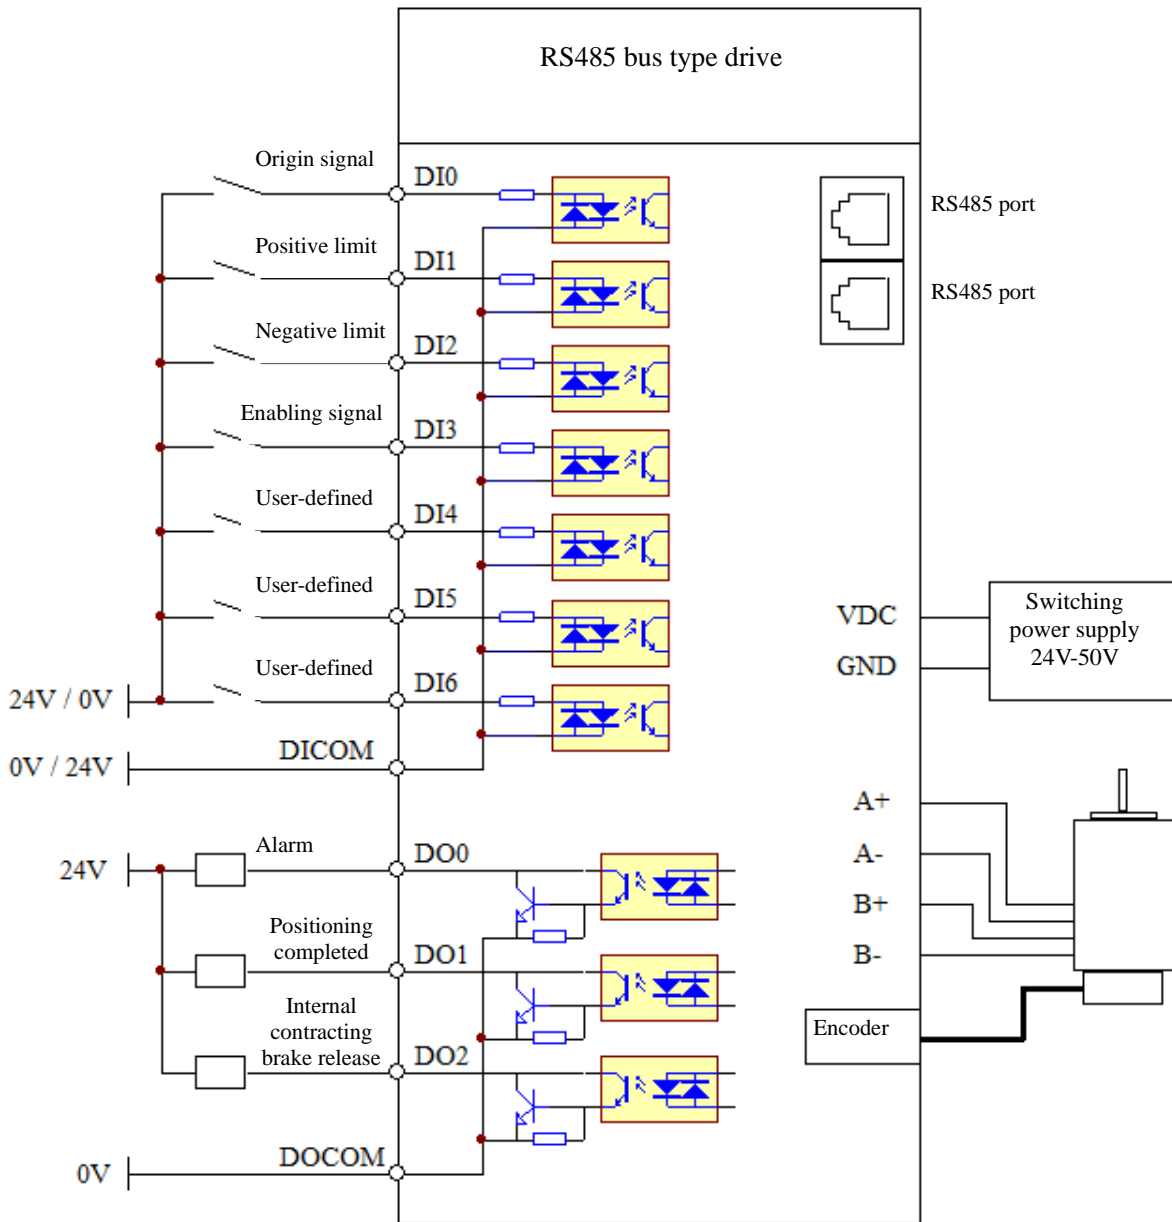 RS485 bus type drive
Origin signal
DI0
RS485 port
Positive limit
DI1
RS485 port
Negative limit
DI2
Enabling signal
DI3
User-defined
DI4
User-defined
DI5
User-defined
DI6
24V / 0V
DICOM
0V / 24V
VDC
GND
Switching
power supply
24V-50V
A+
A-
B+
B-
Encoder
24V
Alarm
DO0
Positioning
completed
DO1
Internal
contracting
brake release
DO2
DOCOM
0V